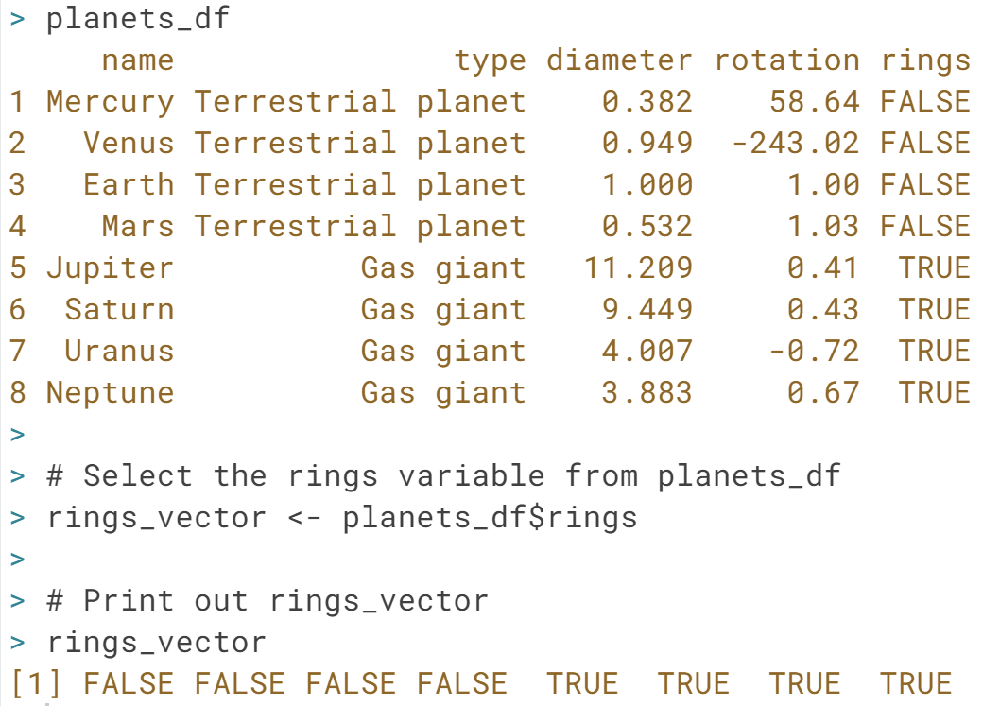 > planets_df
     name               type diameter rotation rings
1 Mercury Terrestrial planet    0.382    58.64 FALSE
2   Venus Terrestrial planet    0.949  -243.02 FALSE
3   Earth Terrestrial planet    1.000     1.00 FALSE
4    Mars Terrestrial planet    0.532     1.03 FALSE
5 Jupiter          Gas giant   11.209     0.41  TRUE
6  Saturn          Gas giant    9.449     0.43  TRUE
7  Uranus          Gas giant    4.007    -0.72  TRUE
8 Neptune          Gas giant    3.883     0.67  TRUE
>
> # Select the rings variable from planets_df
> rings_vector <- planets_df$rings
>
> # Print out rings_vector
> rings_vector
[1] FALSE FALSE FALSE FALSE  TRUE  TRUE  TRUE  TRUE